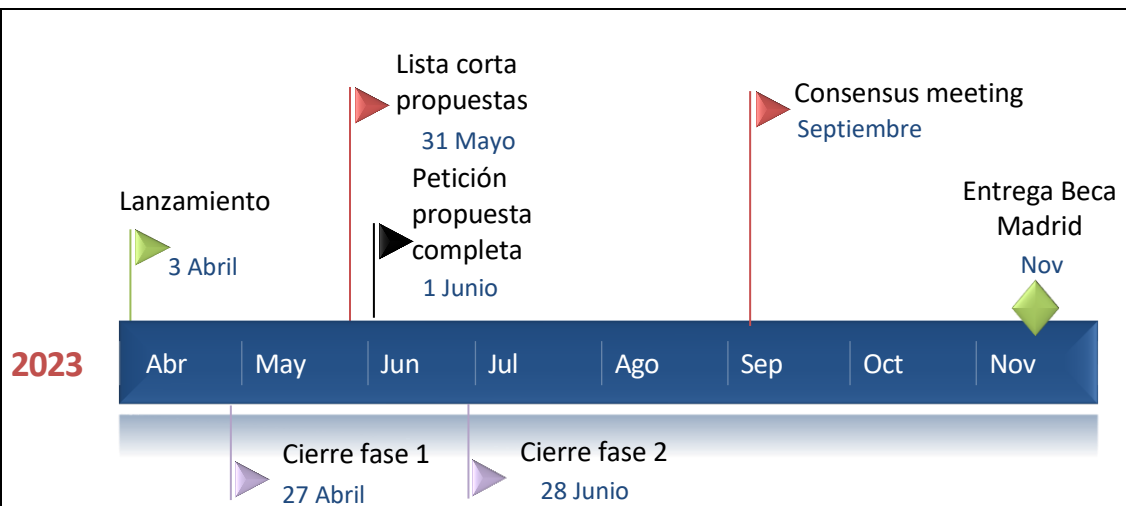 Lista corta
propuestas
31 Mayo
Petición
propuesta
completa
1 Junio
Consensus meeting
Septiembre
Lanzamiento
3 Abril
Entrega Beca
Madrid
Nov
2023
Abr
May
Jun
Jul
Ago
Sep
Oct
Nov
Cierre fase 1
27 Abril
Cierre fase 2
28 Junio